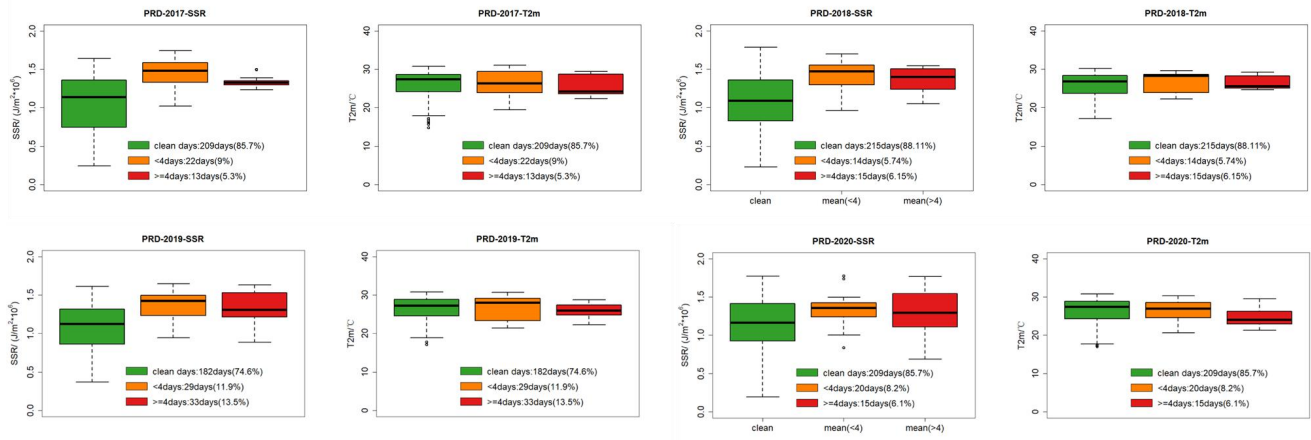 PRD-2017-SSR
SSR/ (J/m²*10⁶)
2.0
1.5
1.0
0.5
0.0
clean days:209days(85.7%)
<4days:22days(9%)
>=4days:13days(5.3%)
PRD-2017-T2m
T2m/℃
40
30
20
10
0
clean days:209days(85.7%)
<4days:22days(9%)
>=4days:13days(5.3%)
PRD-2018-SSR
SSR/ (J/m²*10⁶)
2.0
1.5
1.0
0.5
0.0
clean days:215days(88.11%)
<4days:14days(5.74%)
>=4days:15days(6.15%)
clean mean(<4) mean(>4)
PRD-2018-T2m
T2m/℃
40
30
20
10
0
clean days:215days(88.11%)
<4days:14days(5.74%)
>=4days:15days(6.15%)
PRD-2019-SSR
SSR/ (J/m²*10⁶)
2.0
1.5
1.0
0.5
0.0
clean days:182days(74.6%)
<4days:29days(11.9%)
>=4days:33days(13.5%)
PRD-2019-T2m
T2m/℃
40
30
20
10
0
clean days:182days(74.6%)
<4days:29days(11.9%)
>=4days:33days(13.5%)
PRD-2020-SSR
SSR/ (J/m²*10⁶)
2.0
1.5
1.0
0.5
0.0
clean days:209days(85.7%)
<4days:20days(8.2%)
>=4days:15days(6.1%)
clean mean(<4) mean(>4)
PRD-2020-T2m
T2m/℃
40
30
20
10
0
clean days:209days(85.7%)
<4days:20days(8.2%)
>=4days:15days(6.1%)